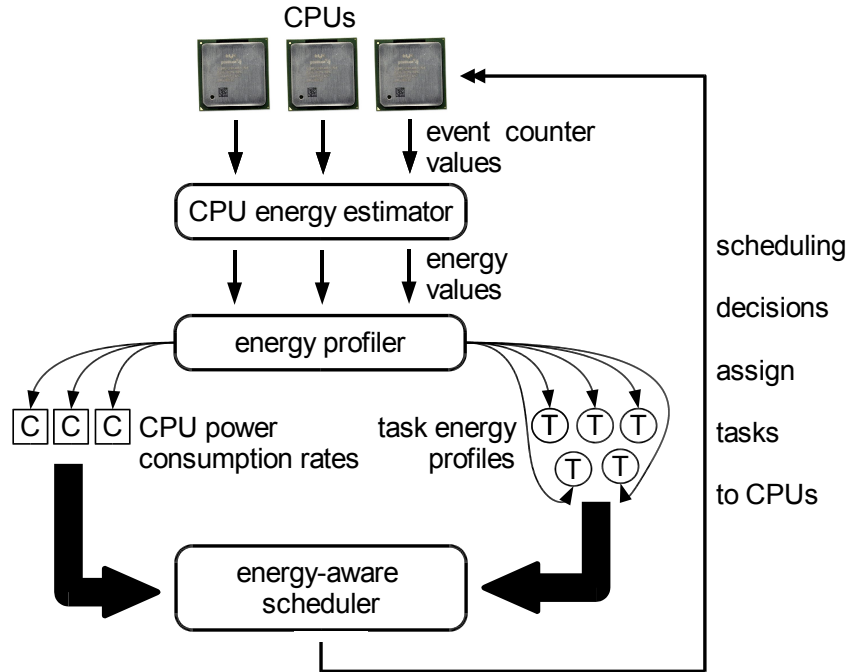 CPUs
event counter
values
CPU energy estimator
energy
values
energy profiler
C C C
CPU power
consumption rates
task energy
profiles
T T T
T T
energy-aware
scheduler
scheduling
decisions
assign
tasks
to CPUs